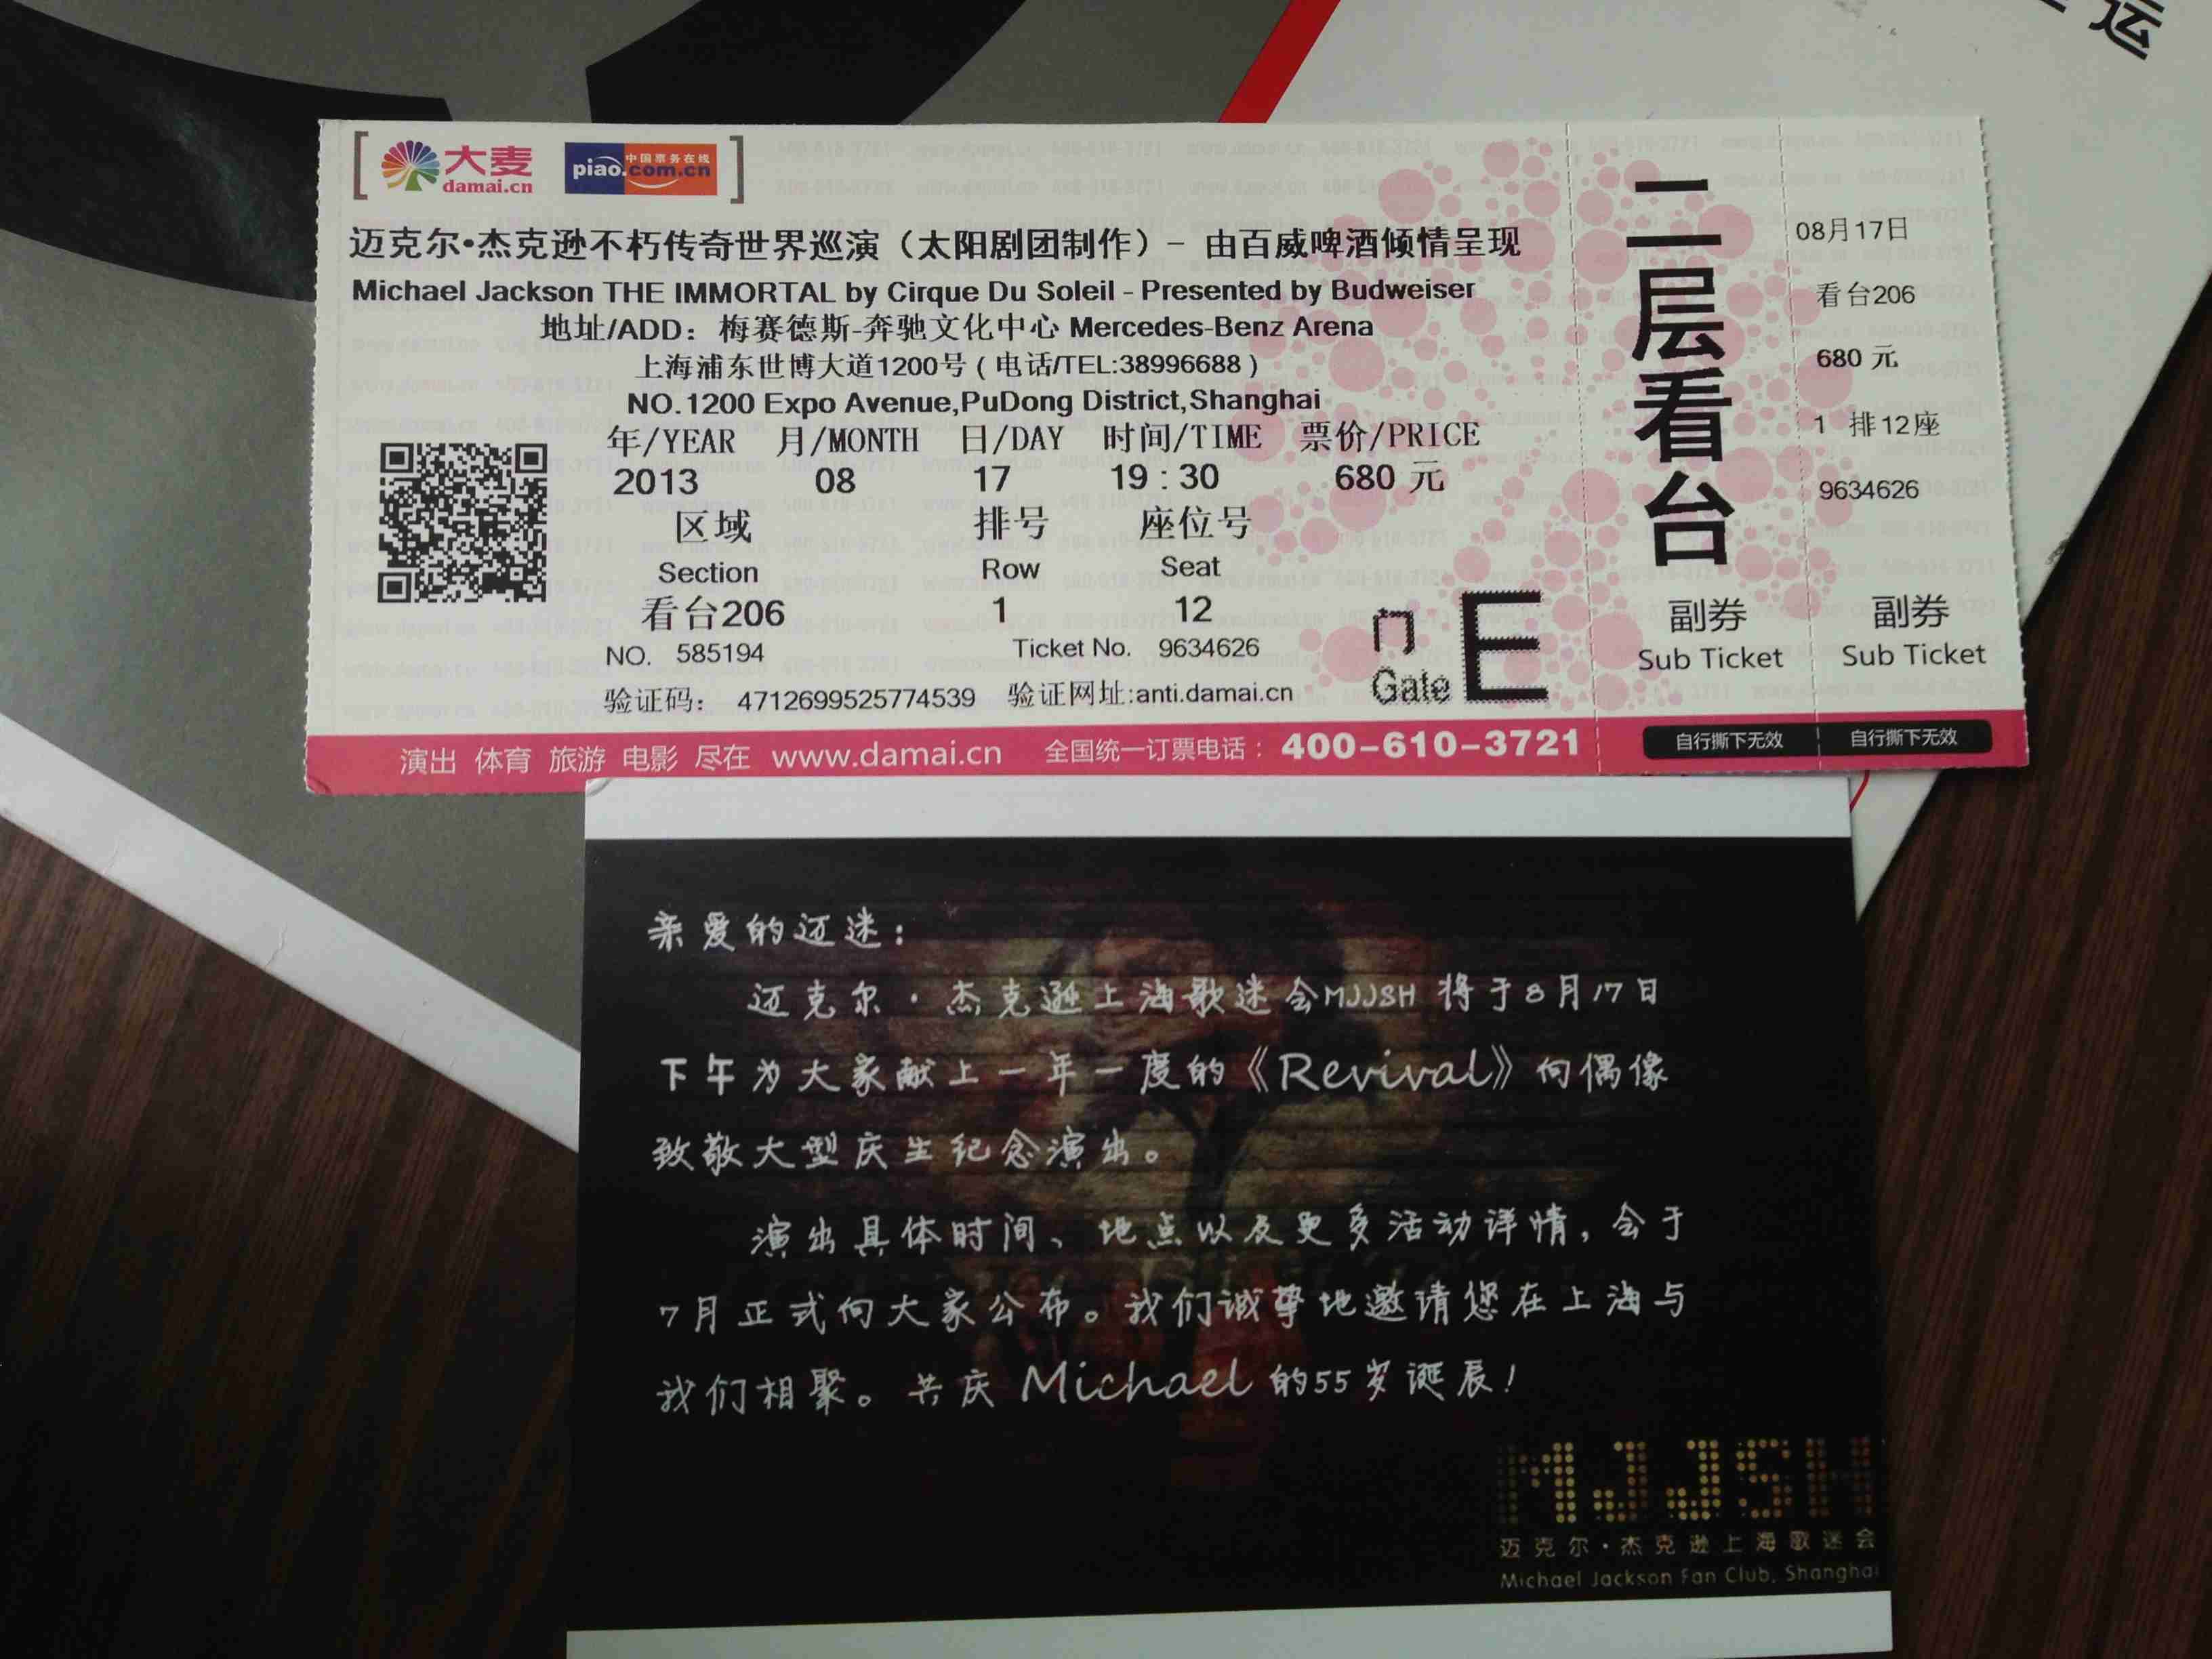 运
大麦
damai.cn
中国票务在线
piao.com.cn
迈克尔·杰克逊不朽传奇世界巡演（太阳剧团制作）- 由百威啤酒倾情呈现
Michael Jackson THE IMMORTAL by Cirque Du Soleil - Presented by Budweiser
地址/ADD：梅赛德斯-奔驰文化中心 Mercedes-Benz Arena
上海浦东世博大道1200号 ( 电话/TEL:38996688 )
NO.1200 Expo Avenue,PuDong District,Shanghai
年/YEAR 月/MONTH 日/DAY 时间/TIME 票价/PRICE
2013 08 17 19 : 30 680 元
区域 排号 座位号
Section Row Seat
看台206 1 12
NO. 585194 Ticket No. 9634626
验证码： 4712699525774539 验证网址:anti.damai.cn
Gate E
演出 体育 旅游 电影 尽在 www.damai.cn 全国统一订票电话： 400-610-3721
二层看台
副券
Sub Ticket
自行撕下无效
08月17日
看台206
680 元
1 排12座
9634626
副券
Sub Ticket
自行撕下无效
亲爱的迈迷：
迈克尔·杰克逊上海歌迷会MJJSH 将于8月17日
下午为大家献上一年一度的《Revival》向偶像
致敬大型庆生纪念演出。
演出具体时间、地点以及更多活动详情，会于
7月正式向大家公布。我们诚挚地邀请您在上海与
我们相聚。共庆 Michael 的55岁诞辰！
MJJSH
迈克尔·杰克逊上海歌迷会
Michael Jackson Fan Club, Shanghai